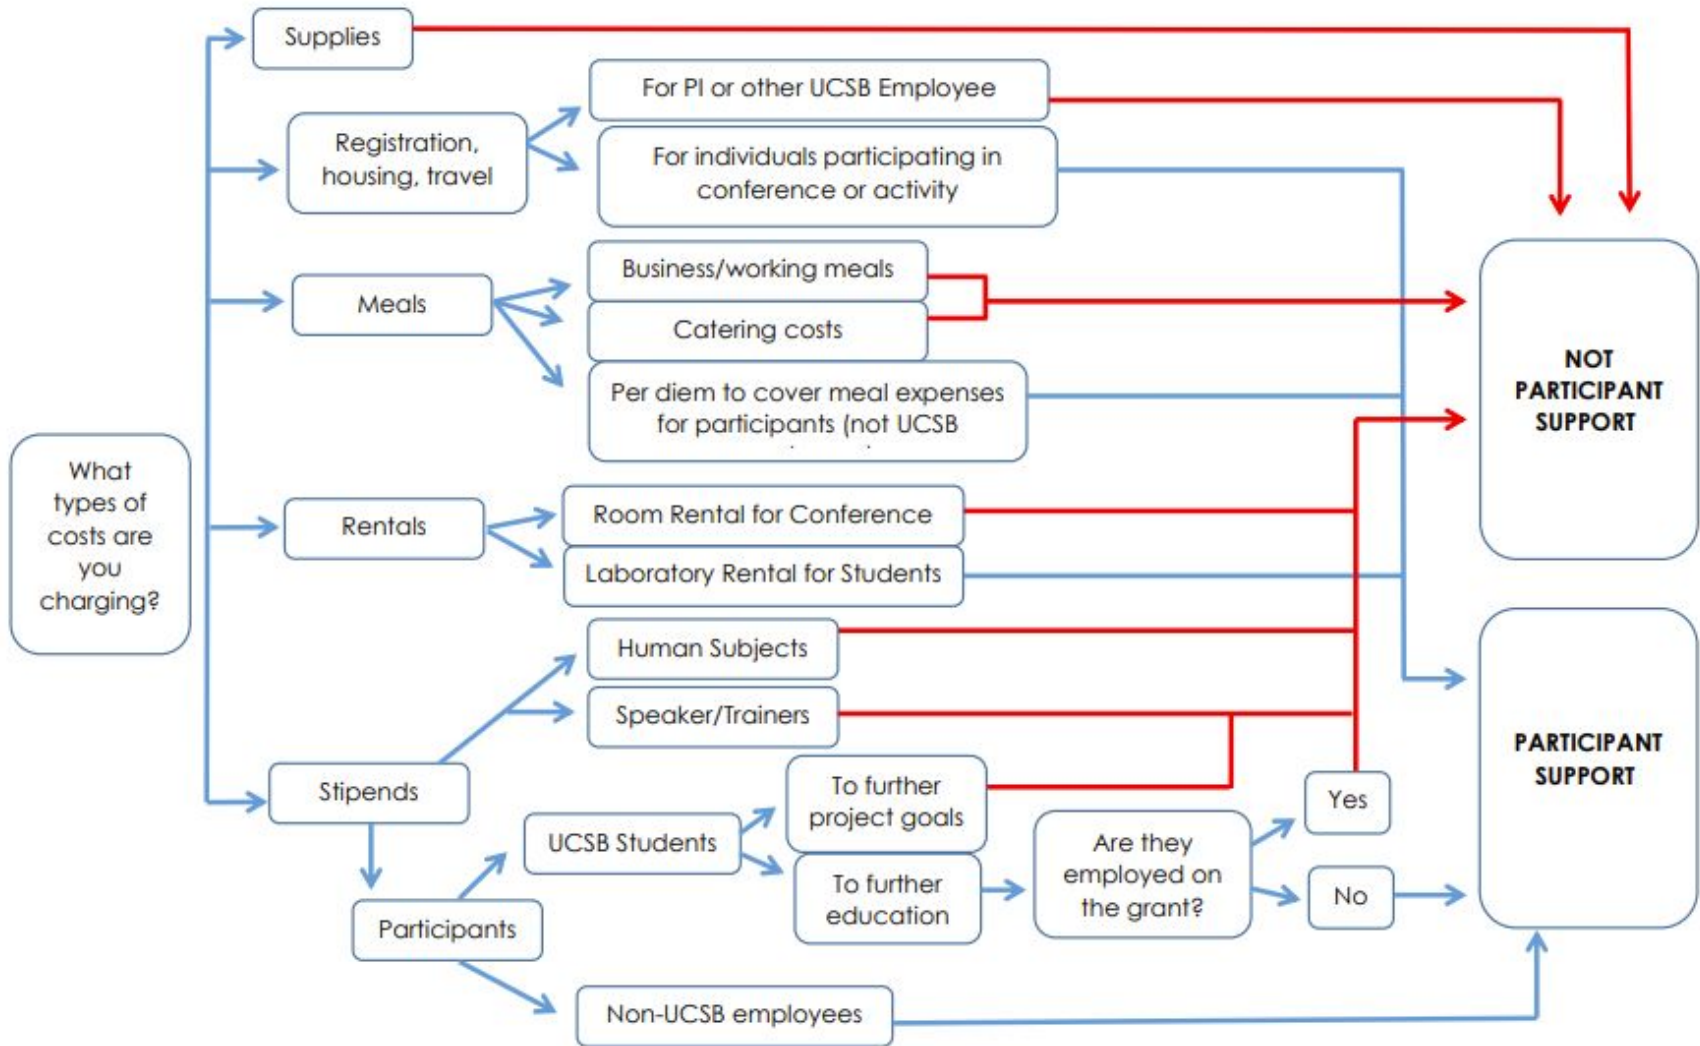 Supplies
For PI or other UCSB Employee
Registration,
housing, travel
For individuals participating in
conference or activity
Business/working meals
Meals
Catering costs
Per diem to cover meal expenses
for participants (not UCSB
NOT
PARTICIPANT
SUPPORT
What
types of
costs are
you
charging?
Rentals
Room Rental for Conference
Laboratory Rental for Students
Human Subjects
Speaker/Trainers
PARTICIPANT
SUPPORT
Stipends
To further
project goals
Yes
UCSB Students
Are they
employed on
the grant?
To further
education
No
Participants
Non-UCSB employees